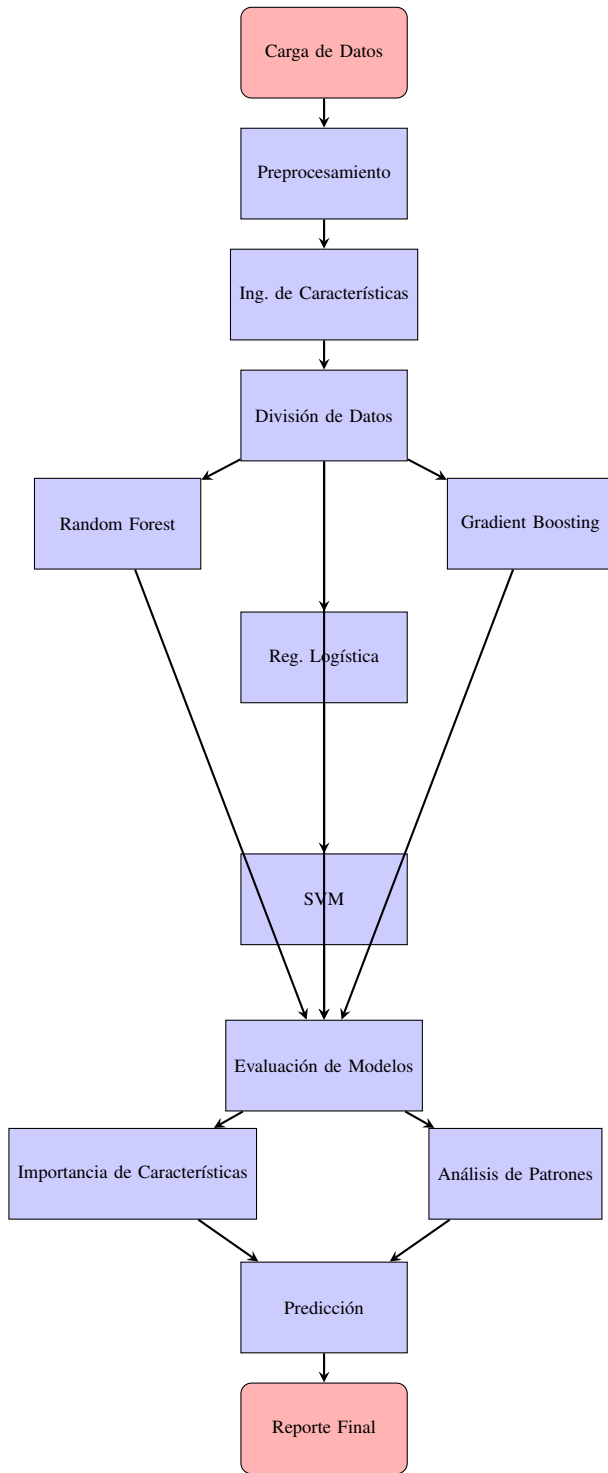 Carga de Datos
Preprocesamiento
Ing. de Características
División de Datos
Random Forest
Gradient Boosting
Reg. Logística
SVM
Evaluación de Modelos
Importancia de Características
Análisis de Patrones
Predicción
Reporte Final